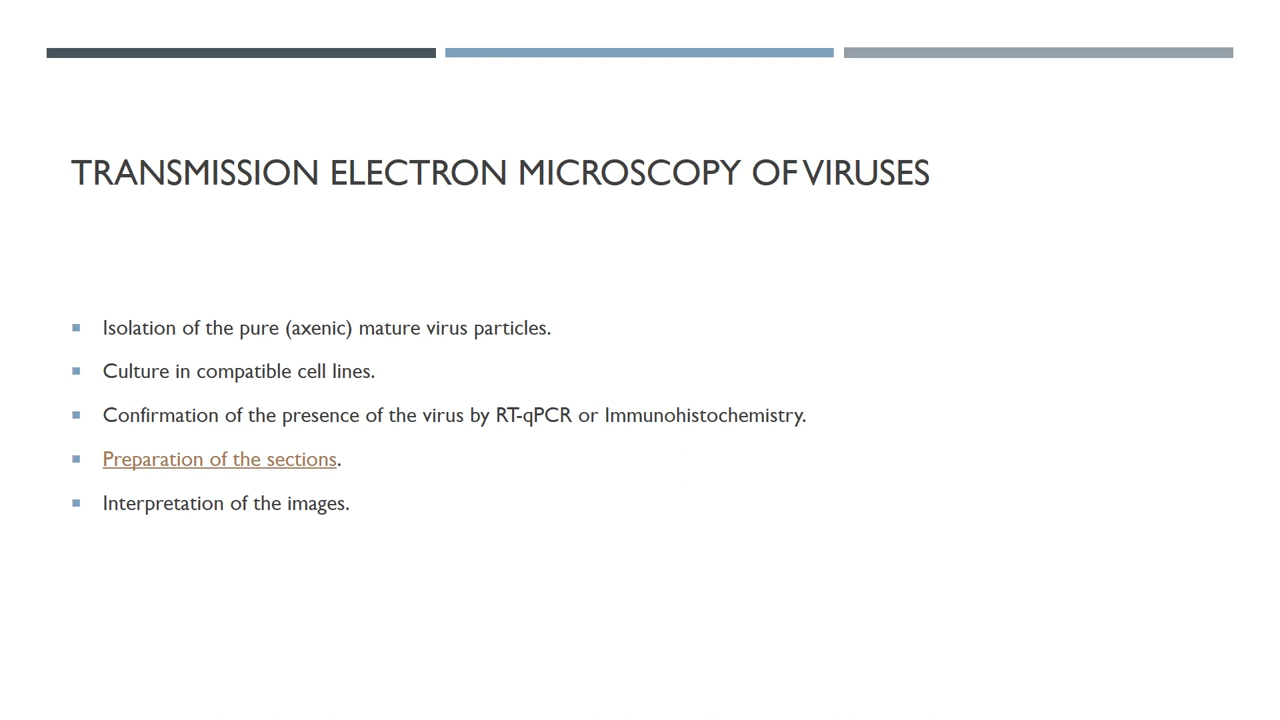 TRANSMISSION ELECTRON MICROSCOPY OF VIRUSES
Isolation of the pure (axenic) mature virus particles.
Culture in compatible cell lines.
Confirmation of the presence of the virus by RT-qPCR or Immunohistochemistry.
Preparation of the sections.
Interpretation of the images.